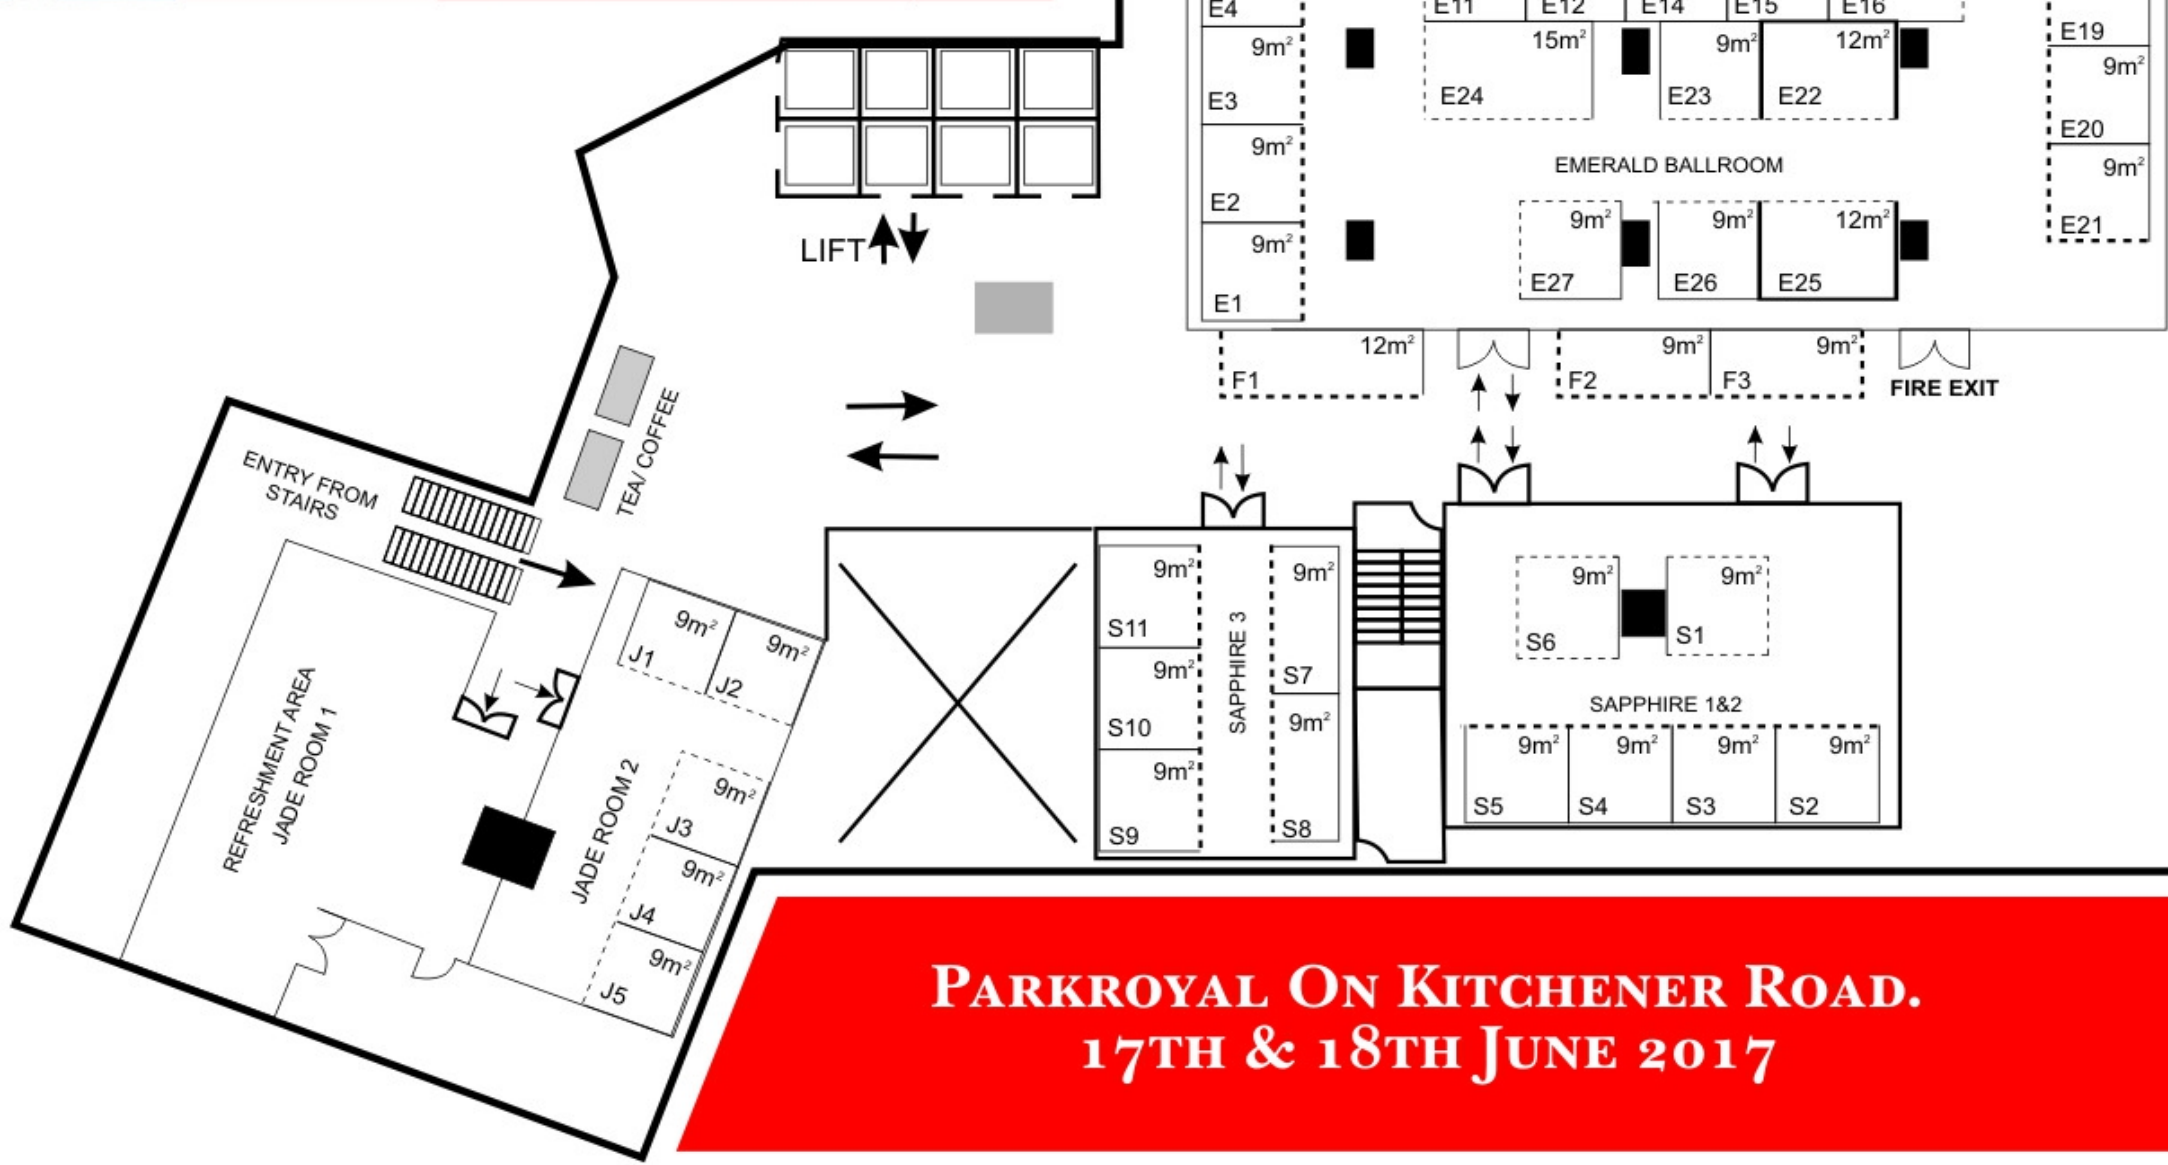 E4
E11 E12 E14 E15 E16
E19
9m²
E3
15m²
E24
9m²
E23
12m²
E22
9m²
E20
9m²
E2
EMERALD BALLROOM
9m²
E21
9m²
E1
9m²
E27
9m²
E26
12m²
E25
LIFT
12m²
F1
9m²
F2
9m²
F3
FIRE EXIT
TEA/ COFFEE
ENTRY FROM
STAIRS
9m²
J1
9m²
J2
REFRESHMENT AREA
JADE ROOM 1
JADE ROOM 2
9m²
J3
9m²
J4
9m²
J5
9m²
S11
9m²
S10
9m²
S9
SAPPHIRE 3
9m²
S7
9m²
S8
9m²
S6
9m²
S1
SAPPHIRE 1&2
9m²
S5
9m²
S4
9m²
S3
9m²
S2
Parkroyal On Kitchener Road.
17th & 18th June 2017